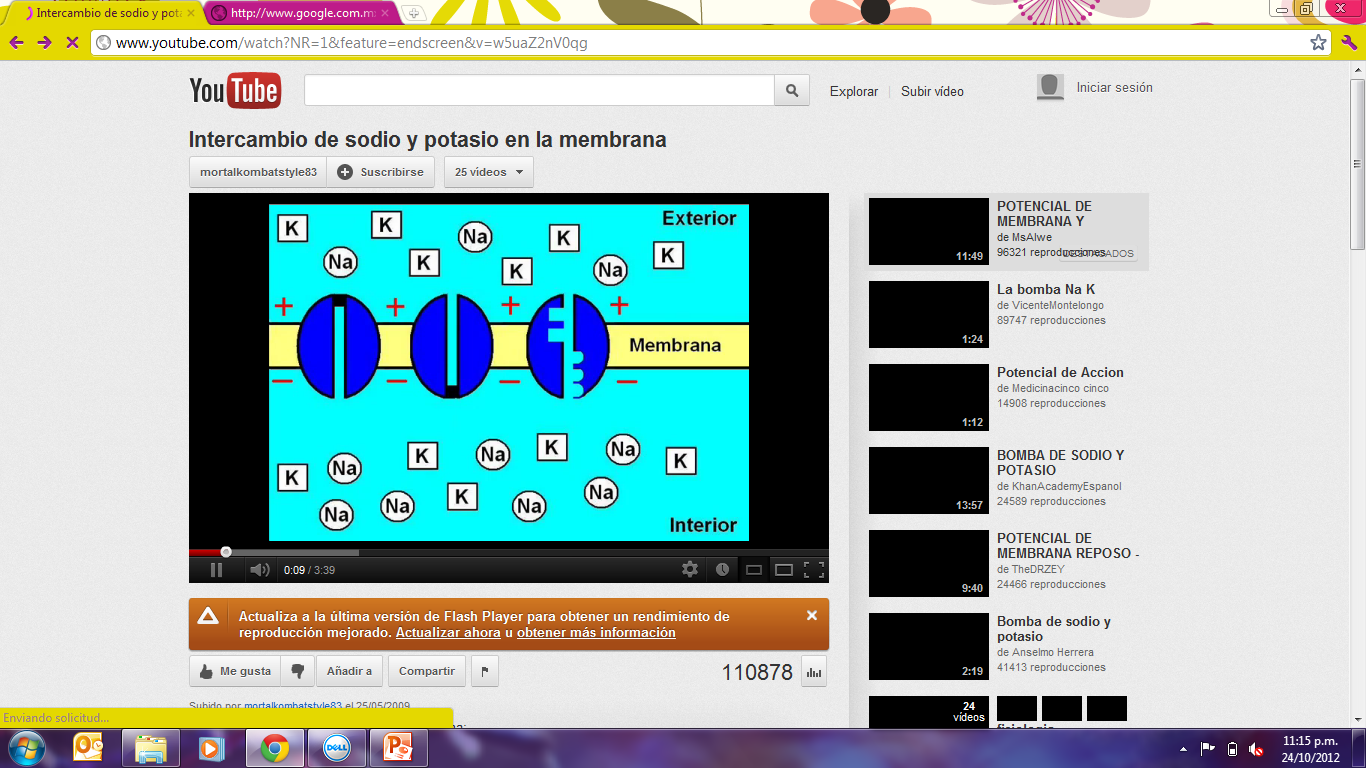 Intercambio de sodio y pota
http://www.google.com.mx
www.youtube.com/watch?NR=1&feature=endscreen&v=w5uaZ2nV0qg
YouTube
Explorar
Subir vídeo
Iniciar sesión
Intercambio de sodio y potasio en la membrana
mortalkombatstyle83
Suscribirse
25 vídeos
K
K
Na
K
Exterior
Na
K
K
Na
K
+ + + +
Membrana
− − − −
K
Na
K
Na
K
Na
K
Na
Na
K
Na
Na
Interior
0:09 / 3:39
Actualiza a la última versión de Flash Player para obtener un rendimiento de
reproducción mejorado. Actualizar ahora u obtener más información
Me gusta
Añadir a
Compartir
110878
Subido por mortalkombatstyle83 el 25/05/2009
11:49
POTENCIAL DE
MEMBRANA Y
de MsAlwe
96321 reproducciones
DESTACADOS
1:24
La bomba Na K
de VicenteMontelongo
89747 reproducciones
1:12
Potencial de Accion
de Medicinacinco cinco
14908 reproducciones
13:57
BOMBA DE SODIO Y
POTASIO
de KhanAcademyEspanol
24589 reproducciones
9:40
POTENCIAL DE
MEMBRANA REPOSO -
de TheDRZEY
24466 reproducciones
2:19
Bomba de sodio y
potasio
de Anselmo Herrera
41413 reproducciones
24
vídeos
Enviando solicitud...
DELL
11:15 p.m.
24/10/2012